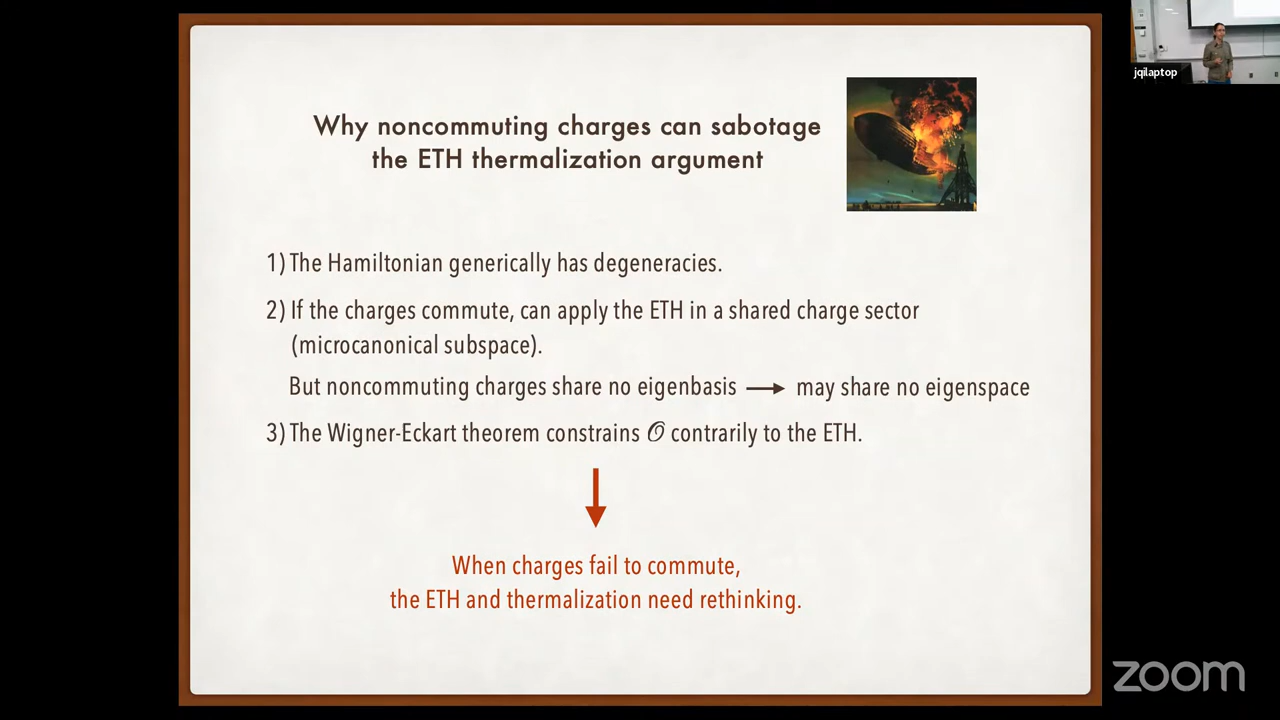 jqilaptop
Why noncommuting charges can sabotage
the ETH thermalization argument
1) The Hamiltonian generically has degeneracies.
2) If the charges commute, can apply the ETH in a shared charge sector
(microcanonical subspace).
But noncommuting charges share no eigenbasis → may share no eigenspace
3) The Wigner-Eckart theorem constrains 𝒪 contrarily to the ETH.
When charges fail to commute,
the ETH and thermalization need rethinking.
zoom